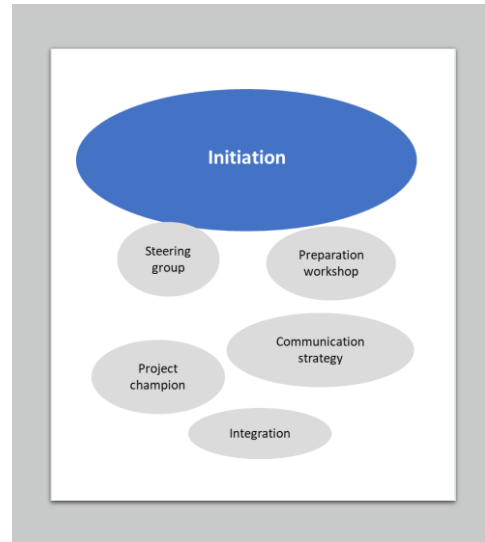 Initiation
Steering
group
Preparation
workshop
Communication
strategy
Project
champion
Integration